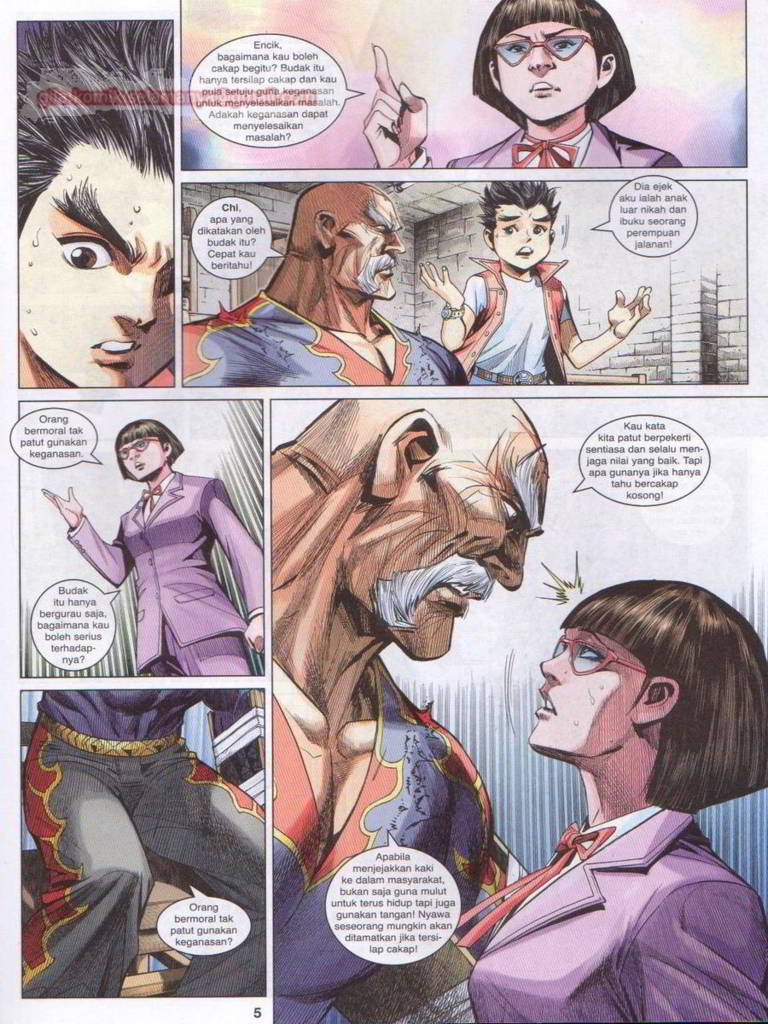 Encik,
bagaimana kau boleh
cakap begitu? Budak itu
hanya tersilap cakap dan kau
pula setuju guna keganasan
untuk menyelesaikan masalah.
Adakah keganasan dapat
menyelesaikan
masalah?
Chi,
apa yang
dikatakan oleh
budak itu?
Cepat kau
beritahu!
Dia ejek
aku ialah anak
luar nikah dan
ibuku seorang
perempuan
jalanan!
Orang
bermoral tak
patut gunakan
keganasan.
Budak
itu hanya
bergurau saja,
bagaimana kau
boleh serius
terhadap-
nya?
Orang
bermoral tak
patut gunakan
keganasan?
Kau kata
kita patut berpekerti
sentiasa dan selalu men-
jaga nilai yang baik. Tapi
apa gunanya jika hanya
tahu bercakap
kosong!
Apabila
menjejakkan kaki
ke dalam masyarakat,
bukan saja guna mulut
untuk terus hidup tapi juga
gunakan tangan! Nyawa
seseorang mungkin akan
ditamatkan jika tersi-
lap cakap!
5